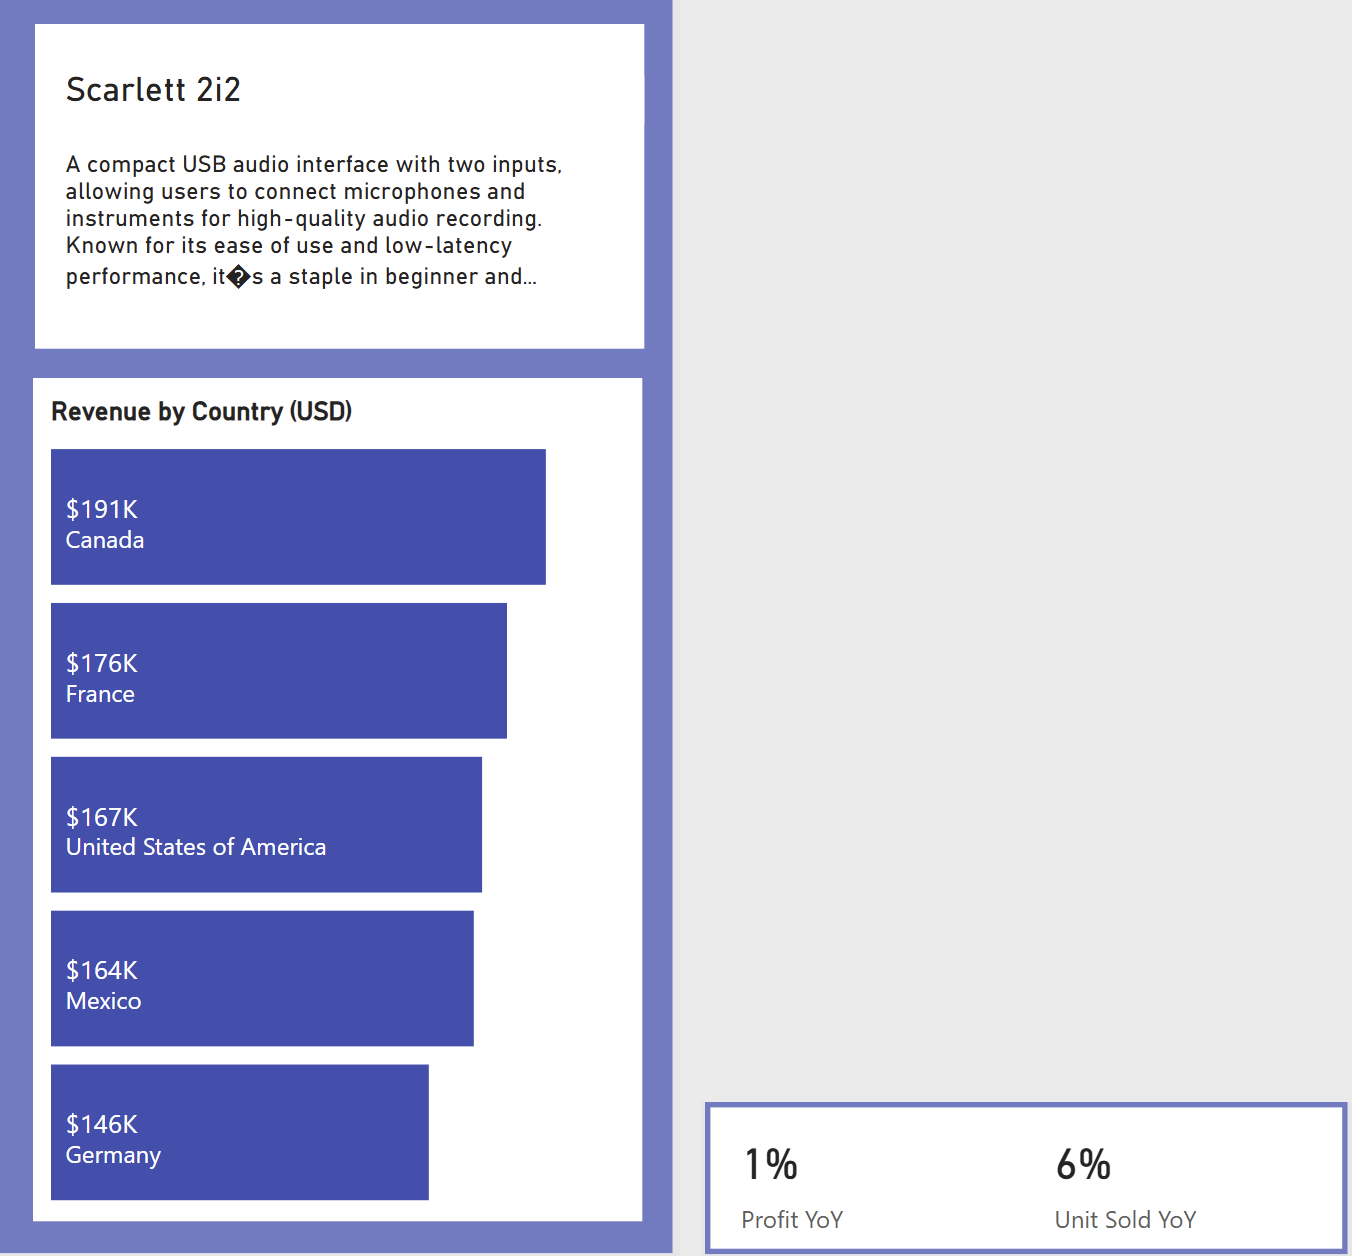 Scarlett 2i2
A compact USB audio interface with two inputs,
allowing users to connect microphones and
instruments for high-quality audio recording.
Known for its ease of use and low-latency
performance, it�s a staple in beginner and...
Revenue by Country (USD)
$191K
Canada
$176K
France
$167K
United States of America
$164K
Mexico
$146K
Germany
1%
Profit YoY
6%
Unit Sold YoY